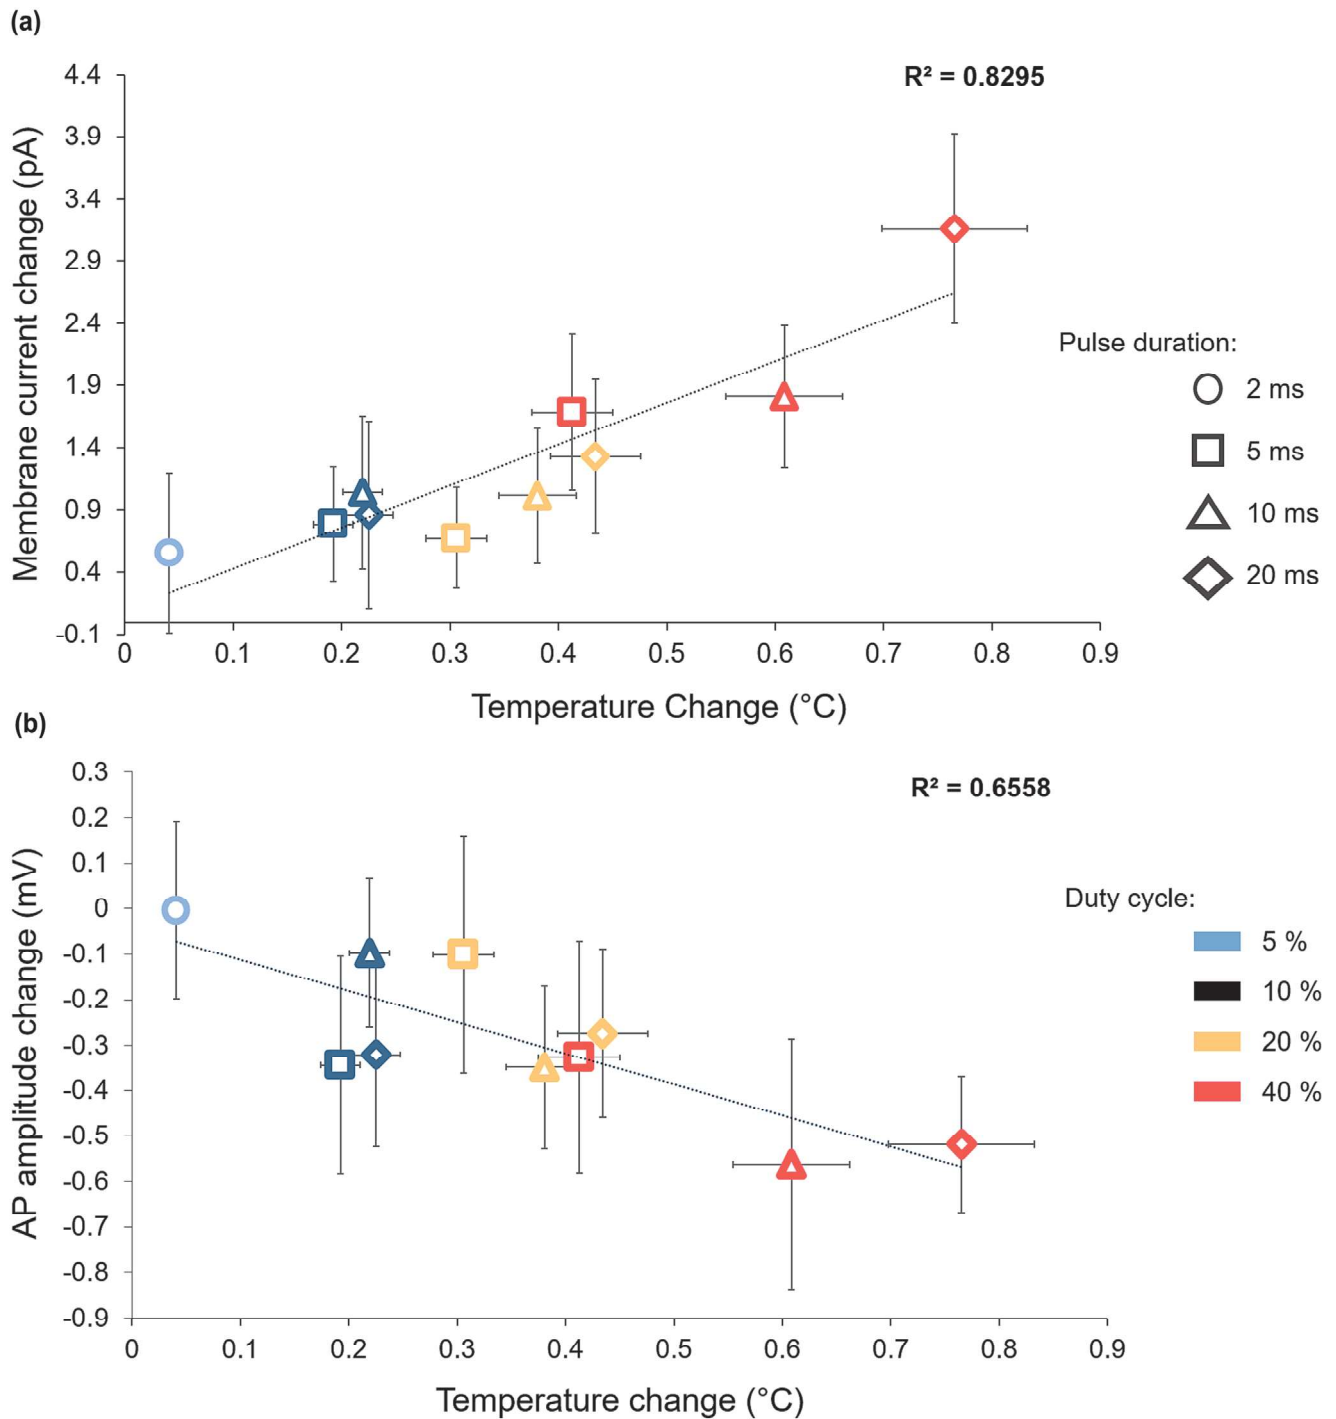 (a)
R² = 0.8295
Membrane current change (pA)
4.4
3.9
3.4
2.9
2.4
1.9
1.4
0.9
0.4
-0.1
0 0.1 0.2 0.3 0.4 0.5 0.6 0.7 0.8 0.9
Temperature Change (°C)
Pulse duration:
2 ms
5 ms
10 ms
20 ms
(b)
R² = 0.6558
AP amplitude change (mV)
0.3
0.2
0.1
0
-0.1
-0.2
-0.3
-0.4
-0.5
-0.6
-0.7
-0.8
-0.9
0 0.1 0.2 0.3 0.4 0.5 0.6 0.7 0.8 0.9
Temperature change (°C)
Duty cycle:
5 %
10 %
20 %
40 %